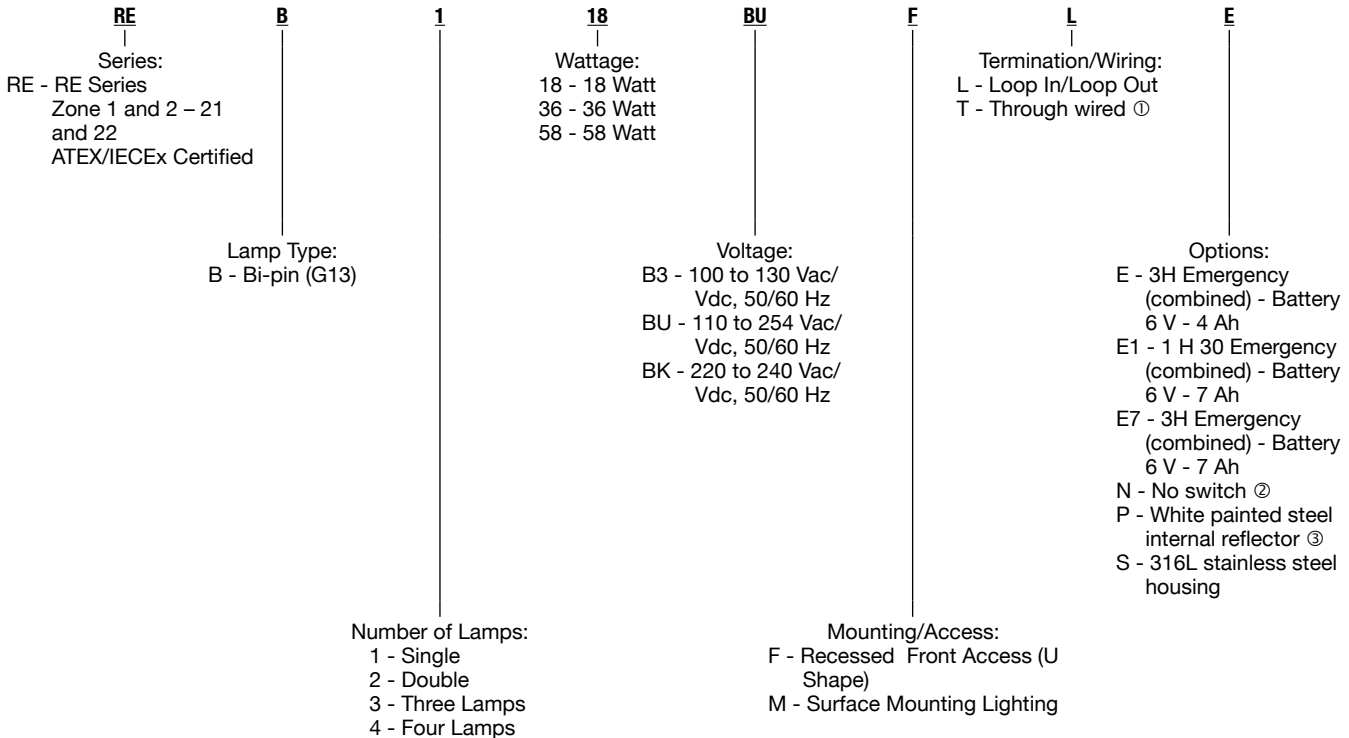 RE B 1 18 BU F L E
Series:
RE - RE Series
Zone 1 and 2 – 21
and 22
ATEX/IECEx Certified
Wattage:
18 - 18 Watt
36 - 36 Watt
58 - 58 Watt
Termination/Wiring:
L - Loop In/Loop Out
T - Through wired ①
Lamp Type:
B - Bi-pin (G13)
Voltage:
B3 - 100 to 130 Vac/
Vdc, 50/60 Hz
BU - 110 to 254 Vac/
Vdc, 50/60 Hz
BK - 220 to 240 Vac/
Vdc, 50/60 Hz
Options:
E - 3H Emergency
(combined) - Battery
6 V - 4 Ah
E1 - 1 H 30 Emergency
(combined) - Battery
6 V - 7 Ah
E7 - 3H Emergency
(combined) - Battery
6 V - 7 Ah
N - No switch ②
P - White painted steel
internal reflector ③
S - 316L stainless steel
housing
Number of Lamps:
1 - Single
2 - Double
3 - Three Lamps
4 - Four Lamps
Mounting/Access:
F - Recessed Front Access (U
Shape)
M - Surface Mounting Lighting